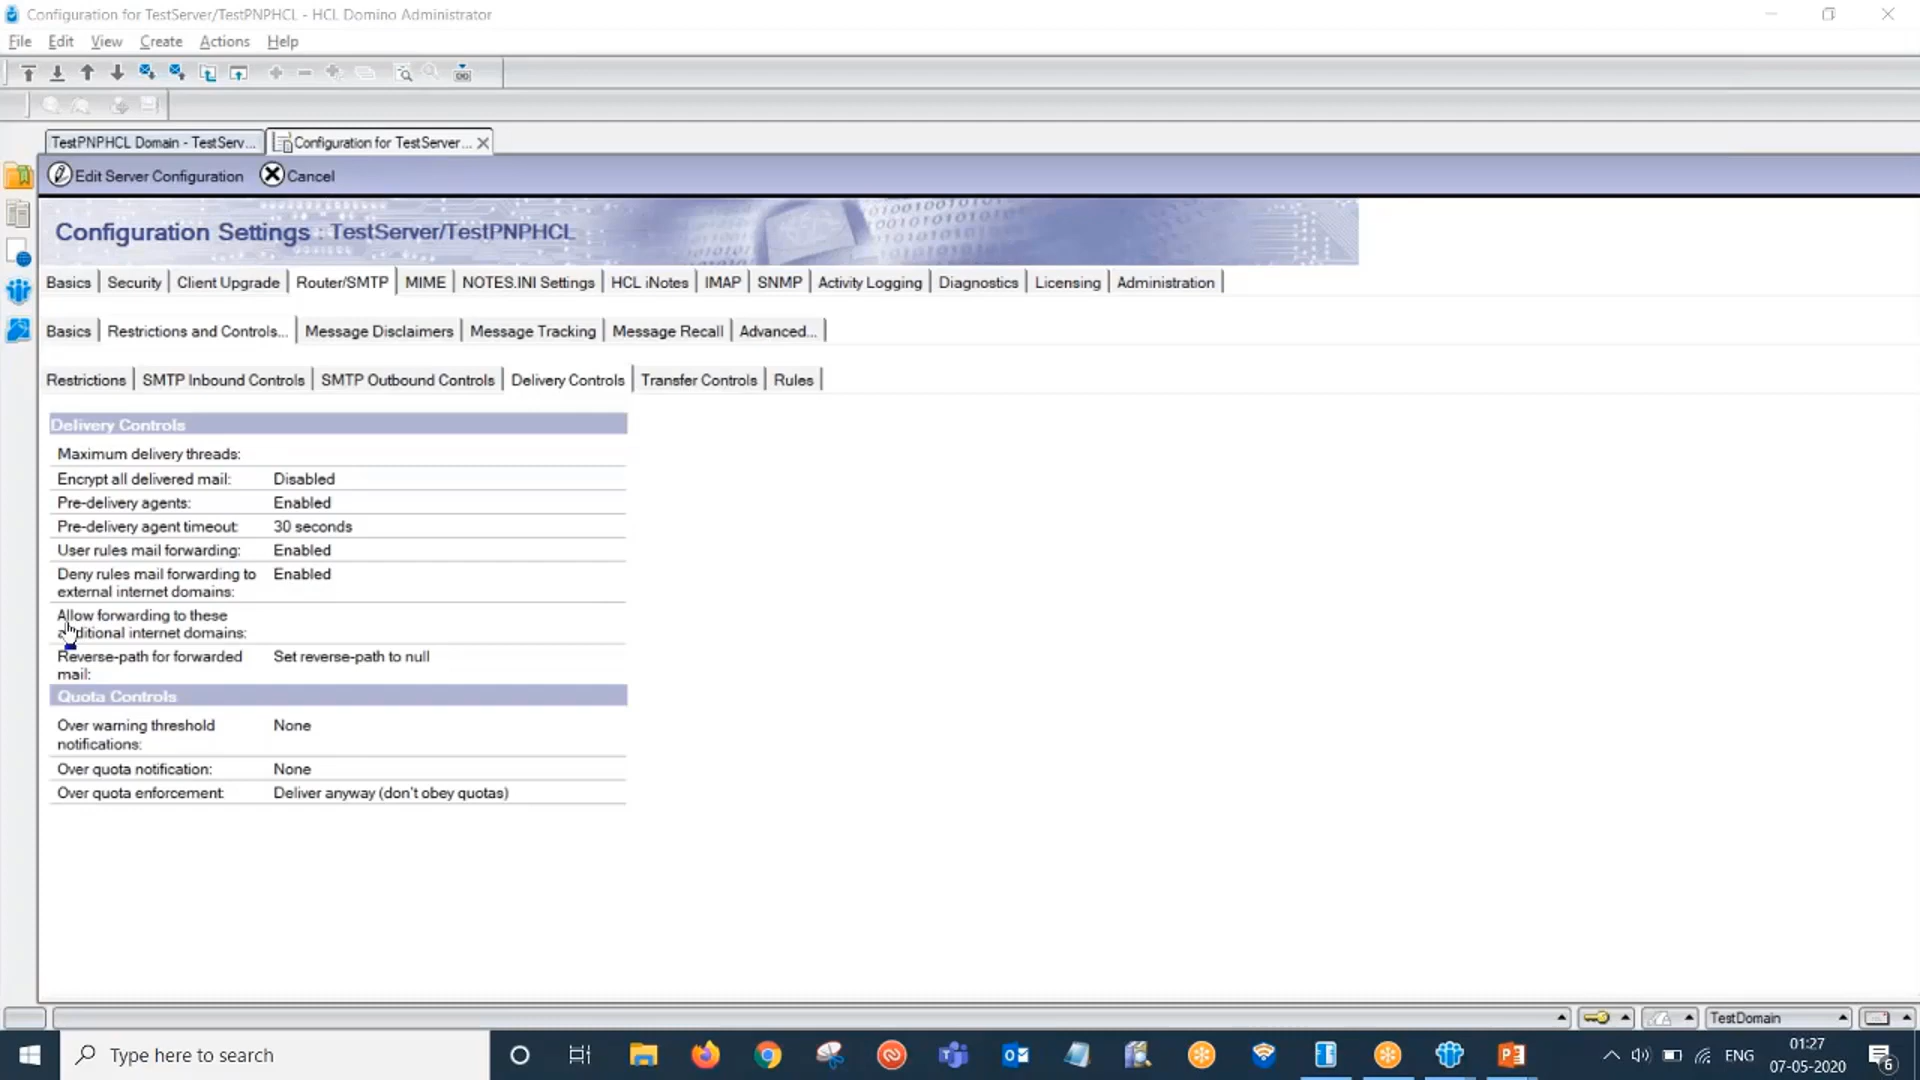 Configuration for TestServer/TestPNPHCL - HCL Domino Administrator
File Edit View Create Actions Help
TestPNPHCL Domain - TestServ... Configuration for TestServer...
Edit Server Configuration Cancel
Configuration Settings : TestServer/TestPNPHCL
Basics Security Client Upgrade Router/SMTP MIME NOTES.INI Settings HCL iNotes IMAP SNMP Activity Logging Diagnostics Licensing Administration
Basics Restrictions and Controls... Message Disclaimers Message Tracking Message Recall Advanced...
Restrictions SMTP Inbound Controls SMTP Outbound Controls Delivery Controls Transfer Controls Rules
Delivery Controls
Maximum delivery threads:
Encrypt all delivered mail: Disabled
Pre-delivery agents: Enabled
Pre-delivery agent timeout: 30 seconds
User rules mail forwarding: Enabled
Deny rules mail forwarding to Enabled
external internet domains:
Allow forwarding to these
additional internet domains:
Reverse-path for forwarded Set reverse-path to null
mail:
Quota Controls
Over warning threshold None
notifications:
Over quota notification: None
Over quota enforcement: Deliver anyway (don't obey quotas)
TestDomain
Type here to search
ENG
01:27
07-05-2020
6